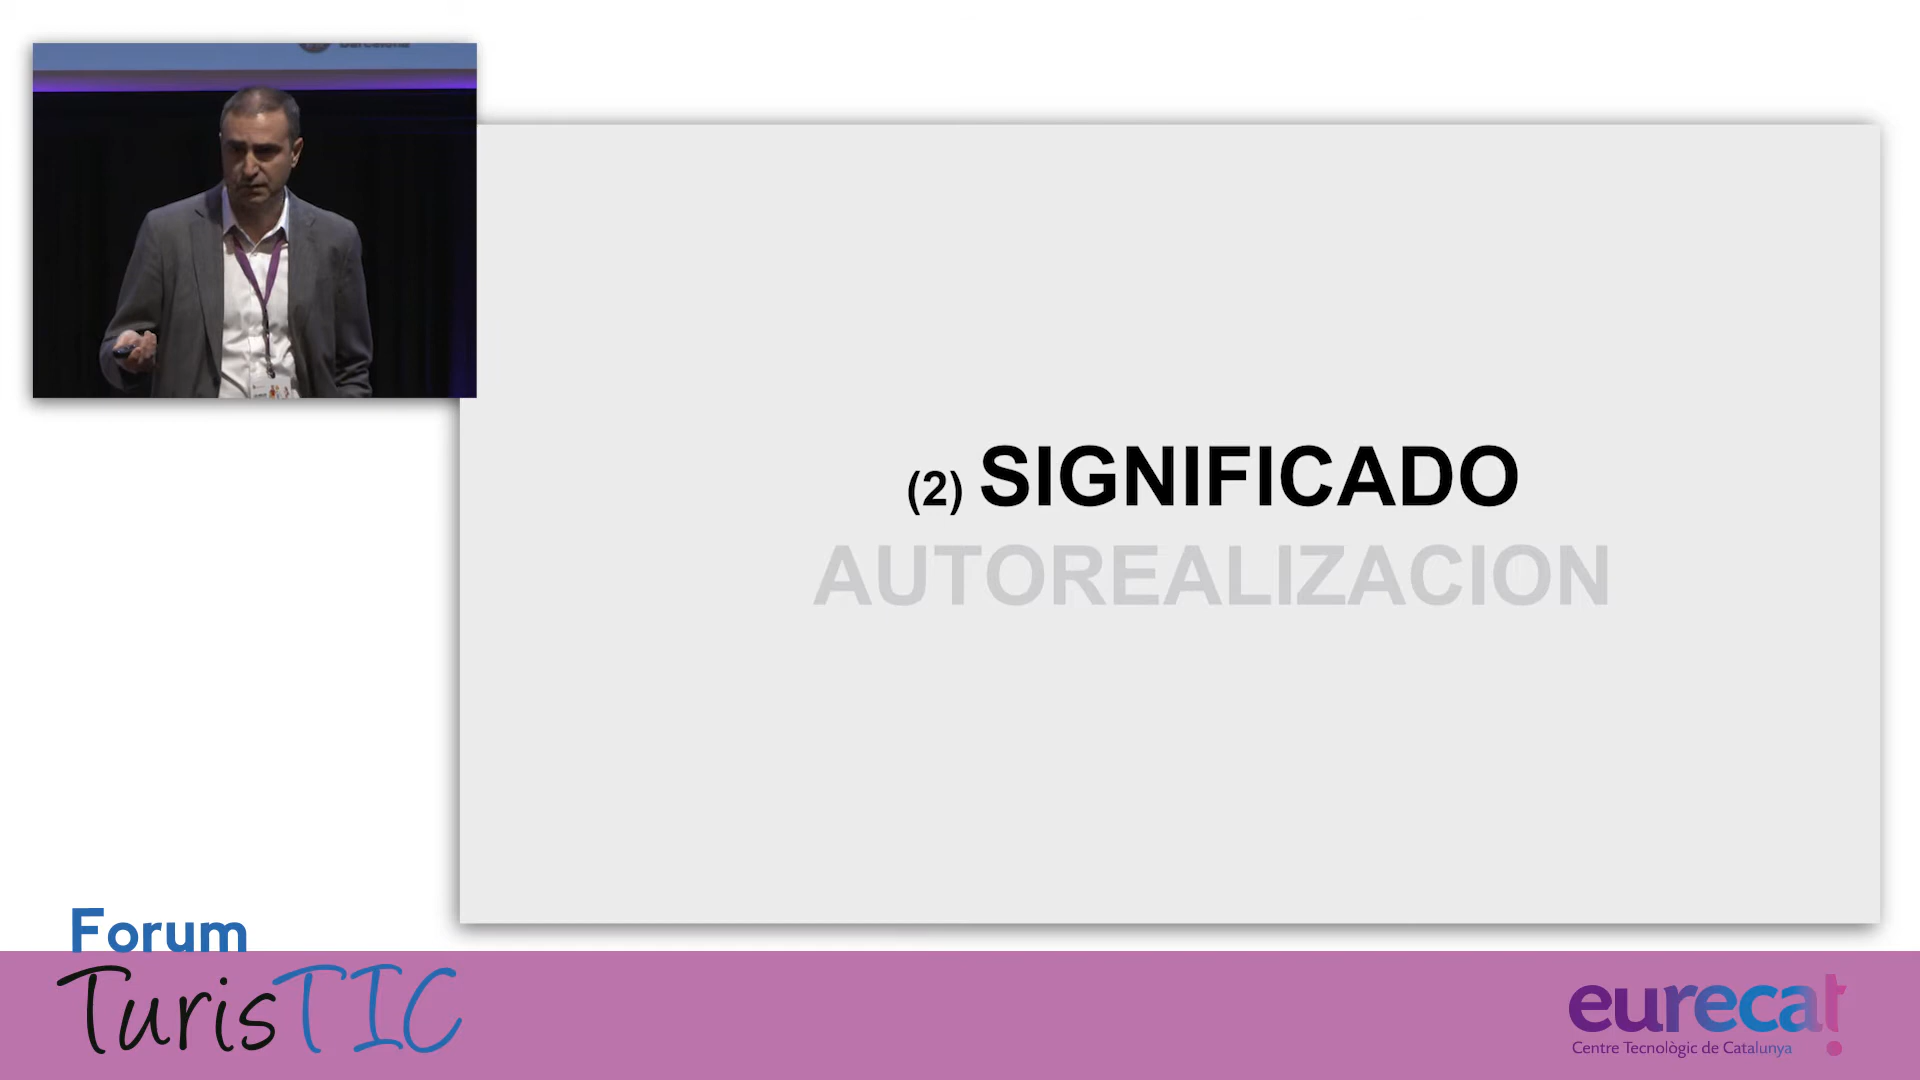 (2) SIGNIFICADO
AUTOREALIZACION
Forum
TurisTIC
eurecat
Centre Tecnològic de Catalunya